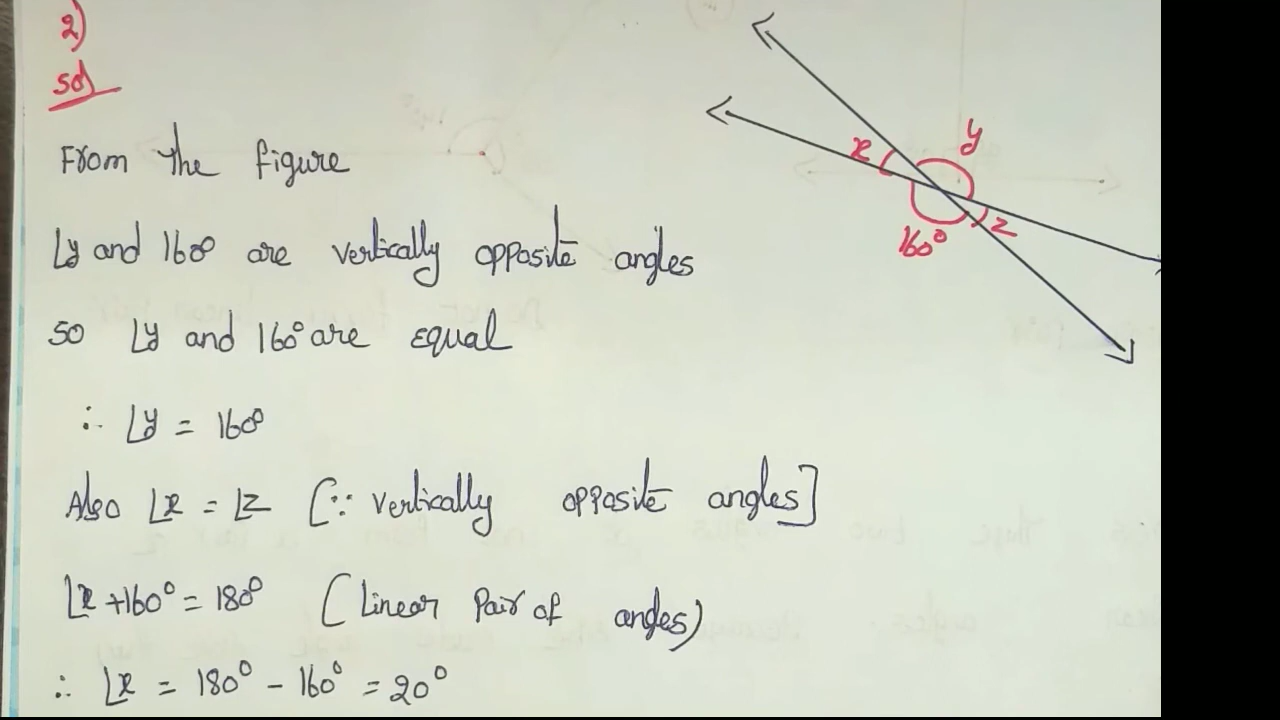 2)
Sol
From the figure
∠y and 160° are vertically opposite angles
so ∠y and 160° are equal
∴ ∠y = 160°
Also ∠x = ∠z [∵ vertically opposite angles]
∠x +160° = 180° (Linear Pair of angles)
∴ ∠x = 180° - 160° = 20°
x
y
160°
z